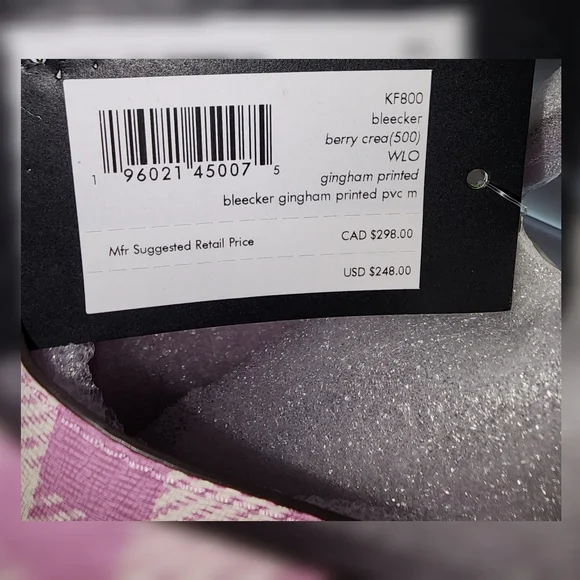 KF800
bleecker
berry crea(500)
WLO
gingham printed
bleecker gingham printed pvc m
1 96021 45007 5
Mfr Suggested Retail Price
CAD $298.00
USD $248.00